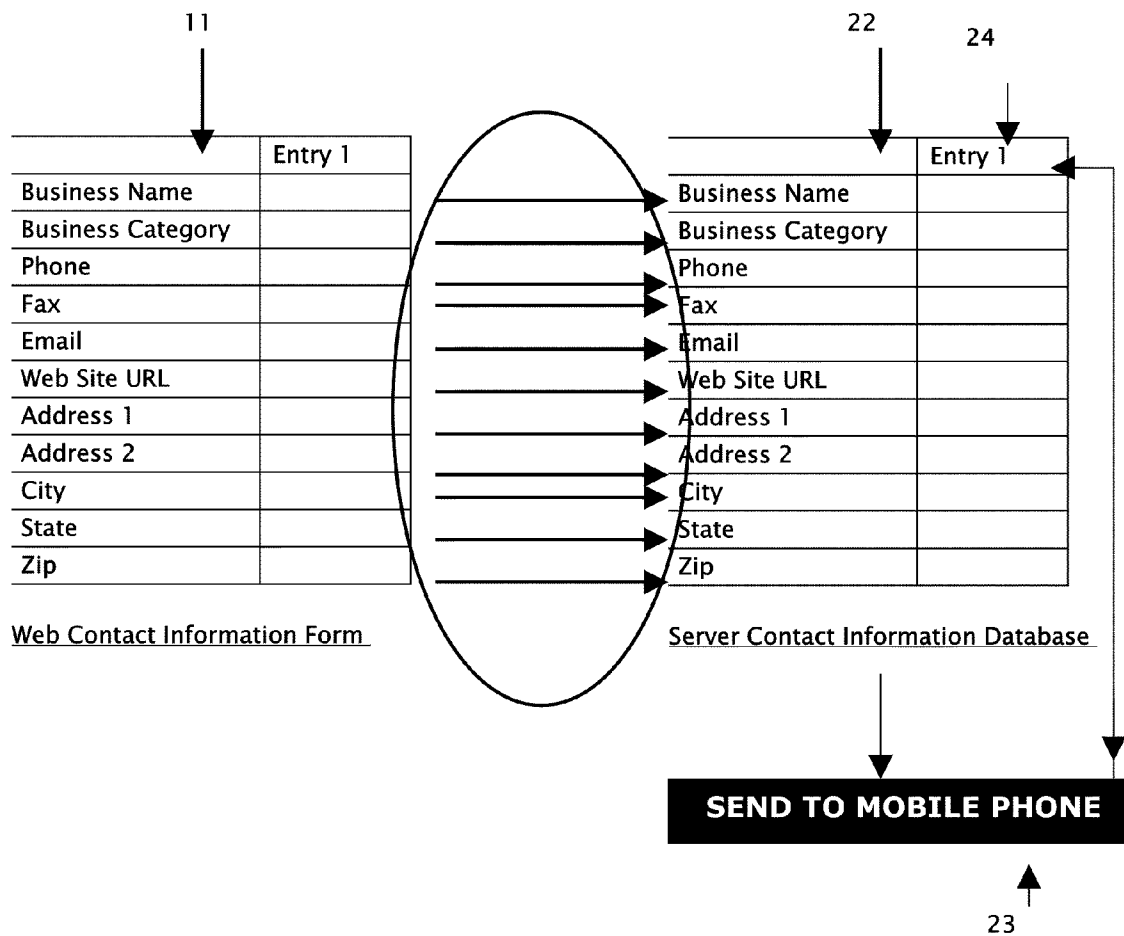 11
22
24
Entry 1
Business Name
Business Category
Phone
Fax
Email
Web Site URL
Address 1
Address 2
City
State
Zip
Web Contact Information Form
Entry 1
Business Name
Business Category
Phone
Fax
Email
Web Site URL
Address 1
Address 2
City
State
Zip
Server Contact Information Database
SEND TO MOBILE PHONE
23